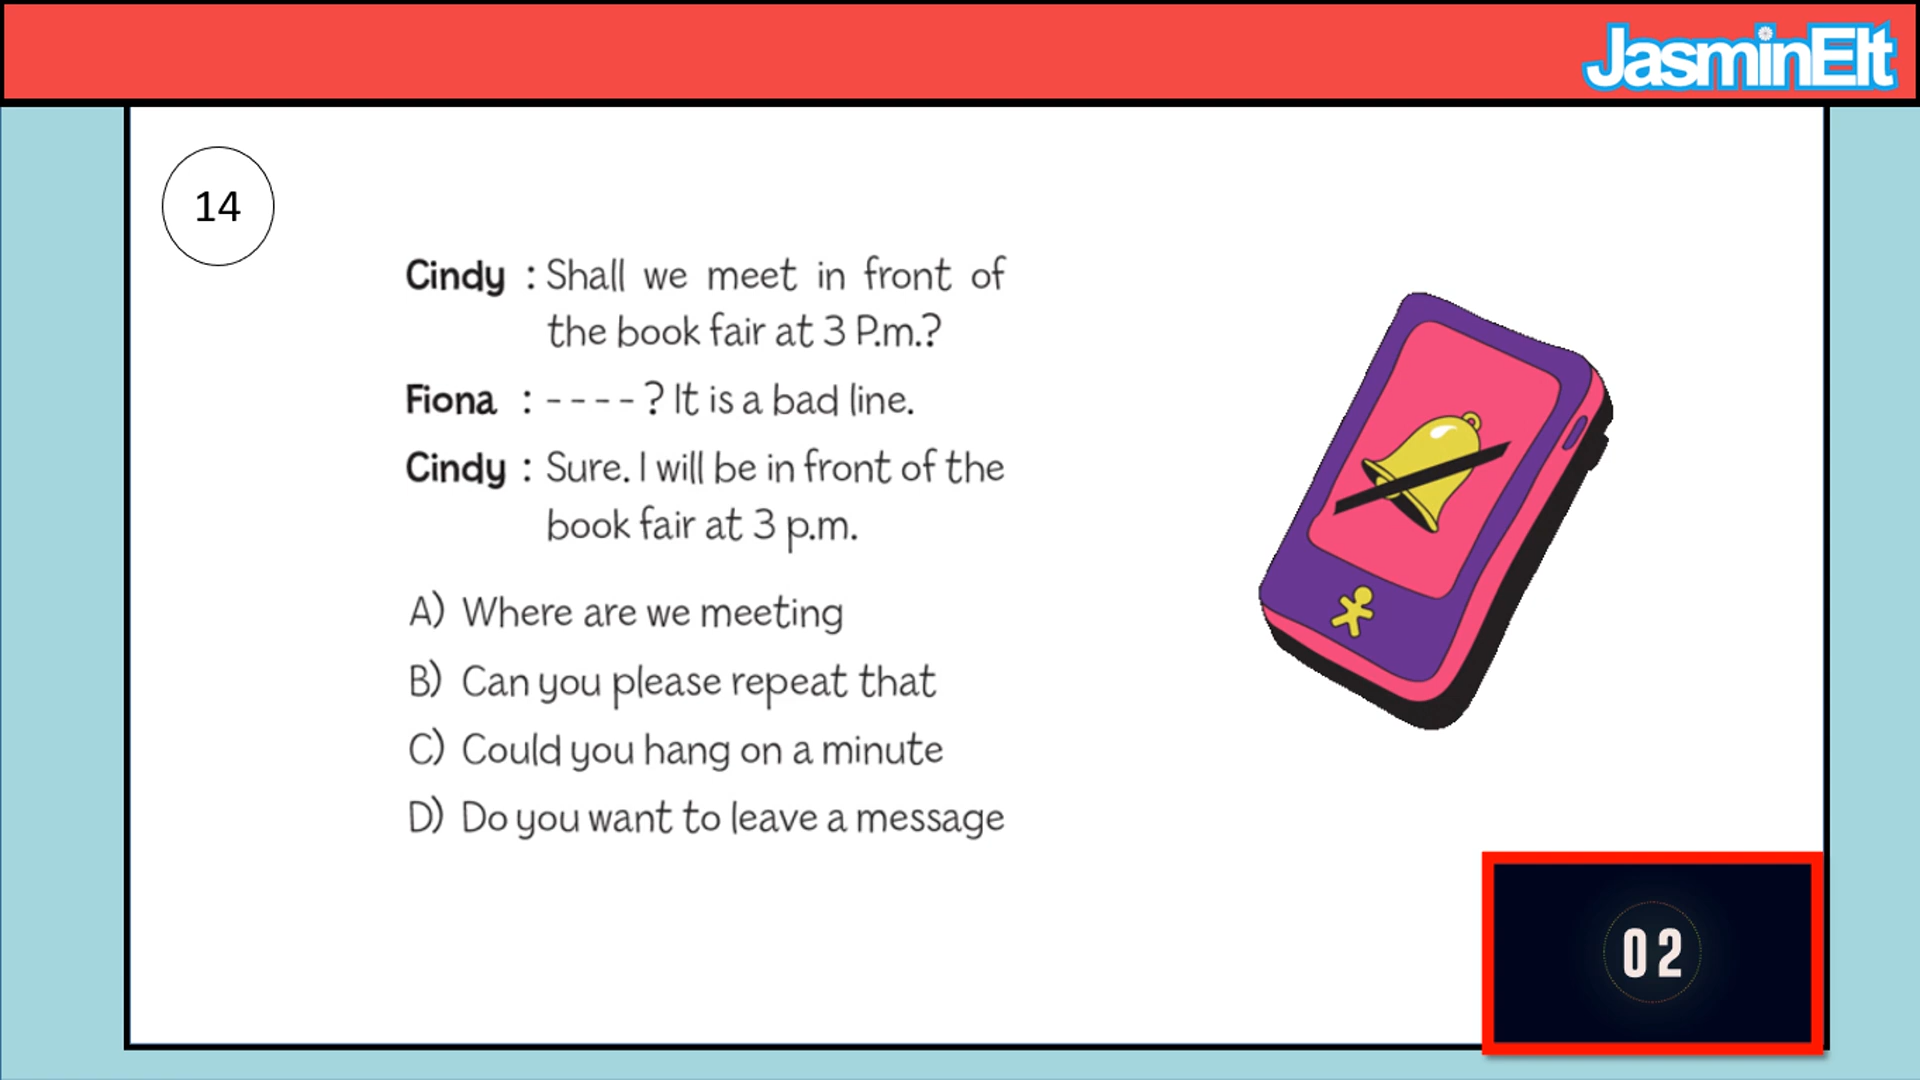 JasminElt
14
Cindy : Shall we meet in front of
the book fair at 3 P.m.?
Fiona : - - - - ? It is a bad line.
Cindy : Sure. I will be in front of the
book fair at 3 p.m.
A) Where are we meeting
B) Can you please repeat that
C) Could you hang on a minute
D) Do you want to leave a message
02